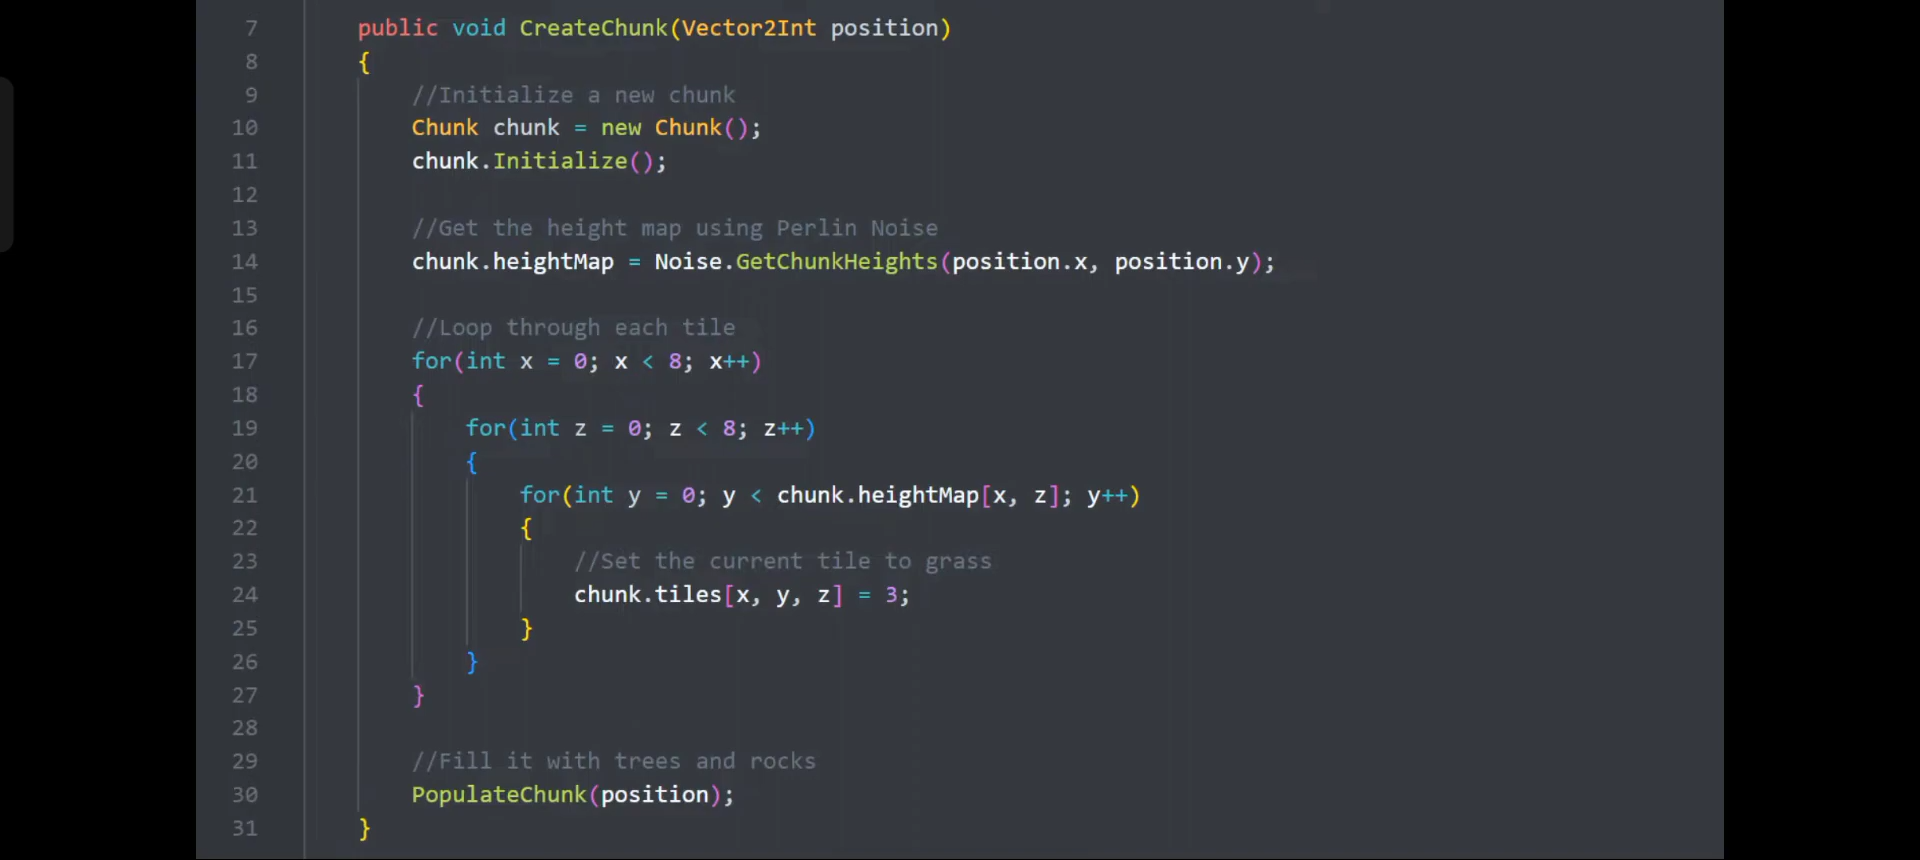 7 public void CreateChunk(Vector2Int position)
8 {
9 //Initialize a new chunk
10 Chunk chunk = new Chunk();
11 chunk.Initialize();
12
13 //Get the height map using Perlin Noise
14 chunk.heightMap = Noise.GetChunkHeights(position.x, position.y);
15
16 //Loop through each tile
17 for(int x = 0; x < 8; x++)
18 {
19 for(int z = 0; z < 8; z++)
20 {
21 for(int y = 0; y < chunk.heightMap[x, z]; y++)
22 {
23 //Set the current tile to grass
24 chunk.tiles[x, y, z] = 3;
25 }
26 }
27 }
28
29 //Fill it with trees and rocks
30 PopulateChunk(position);
31 }